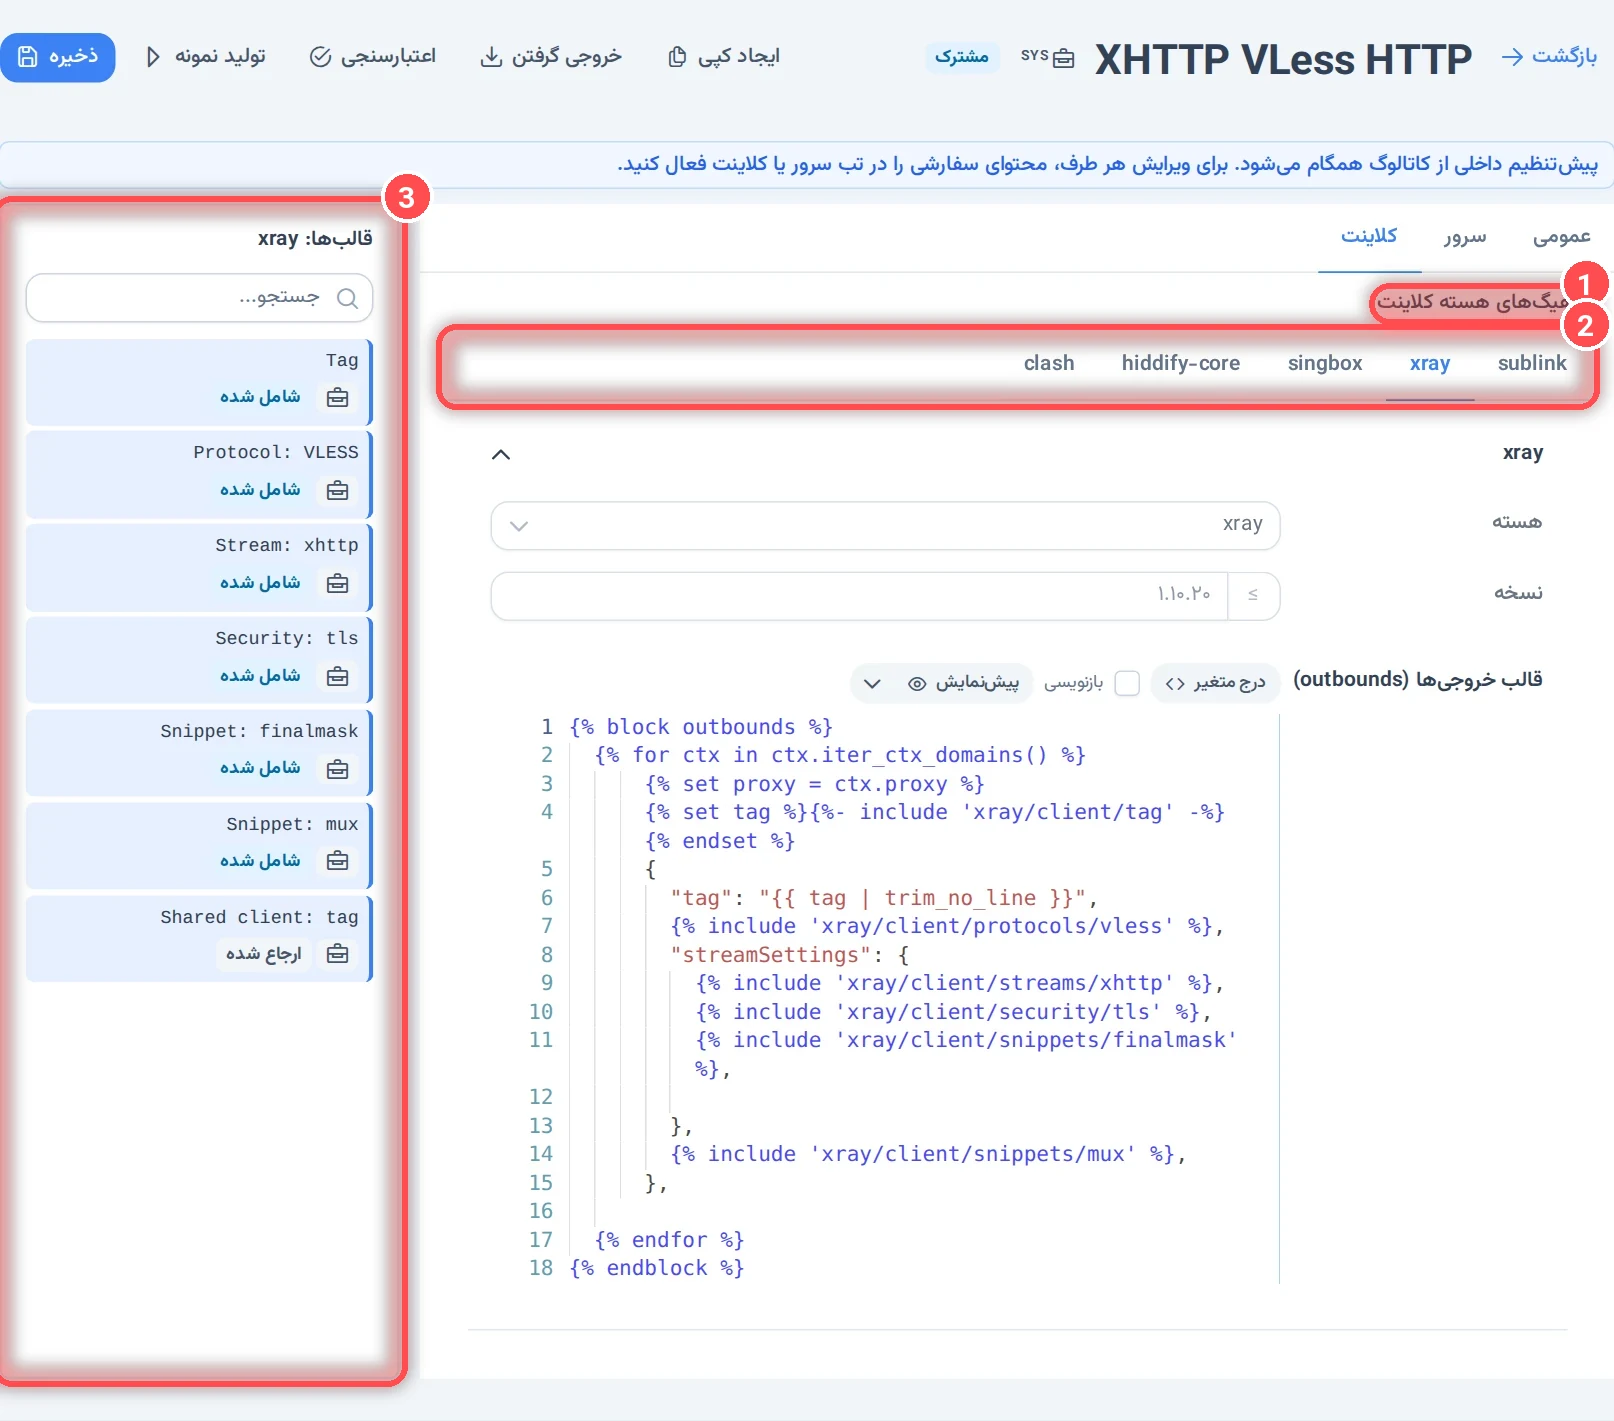 بازگشت
XHTTP VLess HTTP
SYS
مشترک
ایجاد کپی
خروجی گرفتن
اعتبارسنجی
تولید نمونه
ذخیره
پیش‌تنظیم داخلی از کاتالوگ همگام می‌شود. برای ویرایش هر طرف، محتوای سفارشی را در تب سرور یا کلاینت فعال کنید.
عمومی
سرور
کلاینت
1
های هسته کلاینت
2
sublink
xray
singbox
hiddify-core
clash
xray
هسته
xray
نسخه
≤
۱.۱۰.۲۰
قالب خروجی‌ها (outbounds)
درج متغیر <>
بازنویسی
پیش‌نمایش
1 {% block outbounds %}
2 {% for ctx in ctx.iter_ctx_domains() %}
3 {% set proxy = ctx.proxy %}
4 {% set tag %}{%- include 'xray/client/tag' -%}
{% endset %}
5 {
6 "tag": "{{ tag | trim_no_line }}",
7 {% include 'xray/client/protocols/vless' %},
8 "streamSettings": {
9 {% include 'xray/client/streams/xhttp' %},
10 {% include 'xray/client/security/tls' %},
11 {% include 'xray/client/snippets/finalmask'
%},
12
13 },
14 {% include 'xray/client/snippets/mux' %},
15 },
16
17 {% endfor %}
18 {% endblock %}
3
قالب‌ها: xray
جستجو...
Tag
شامل شده
Protocol: VLESS
شامل شده
Stream: xhttp
شامل شده
Security: tls
شامل شده
Snippet: finalmask
شامل شده
Snippet: mux
شامل شده
Shared client: tag
ارجاع شده